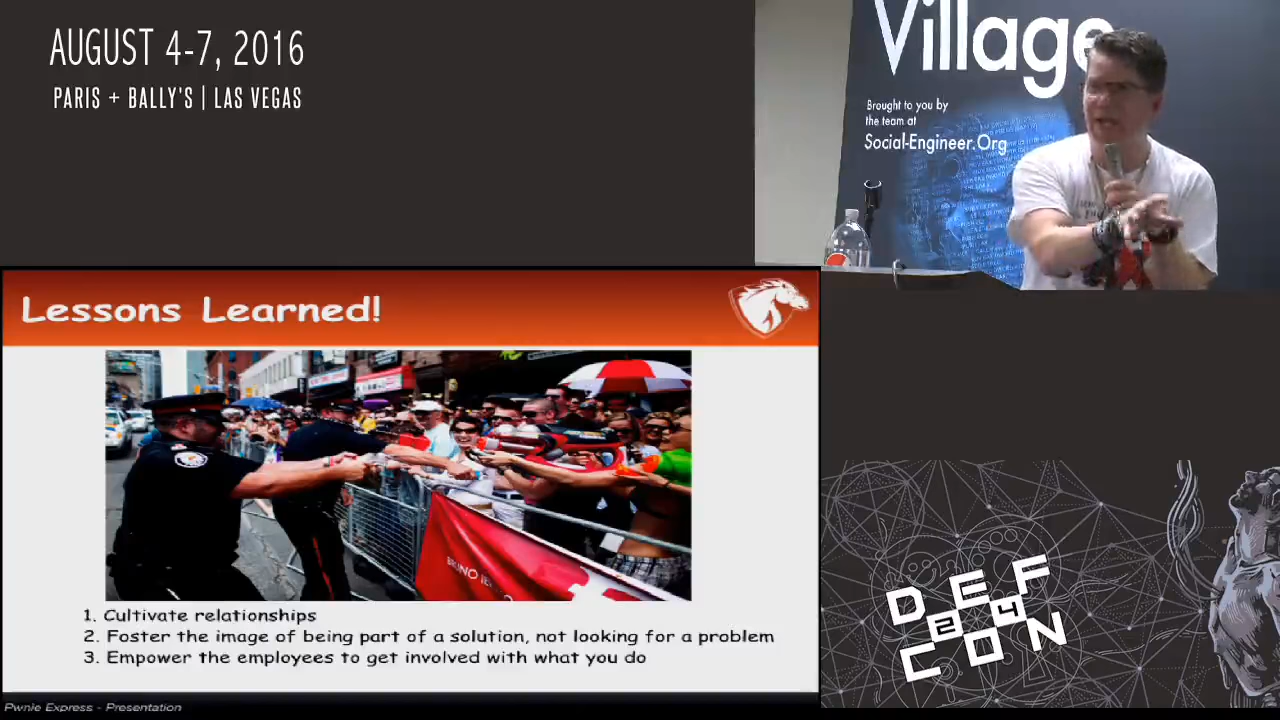 AUGUST 4-7, 2016
PARIS + BALLY'S | LAS VEGAS
Village
Brought to you by
the team at
Social-Engineer.Org
Lessons Learned!
1. Cultivate relationships
2. Foster the image of being part of a solution, not looking for a problem
3. Empower the employees to get involved with what you do
Pwnie Express - Presentation
DEF
24
CON